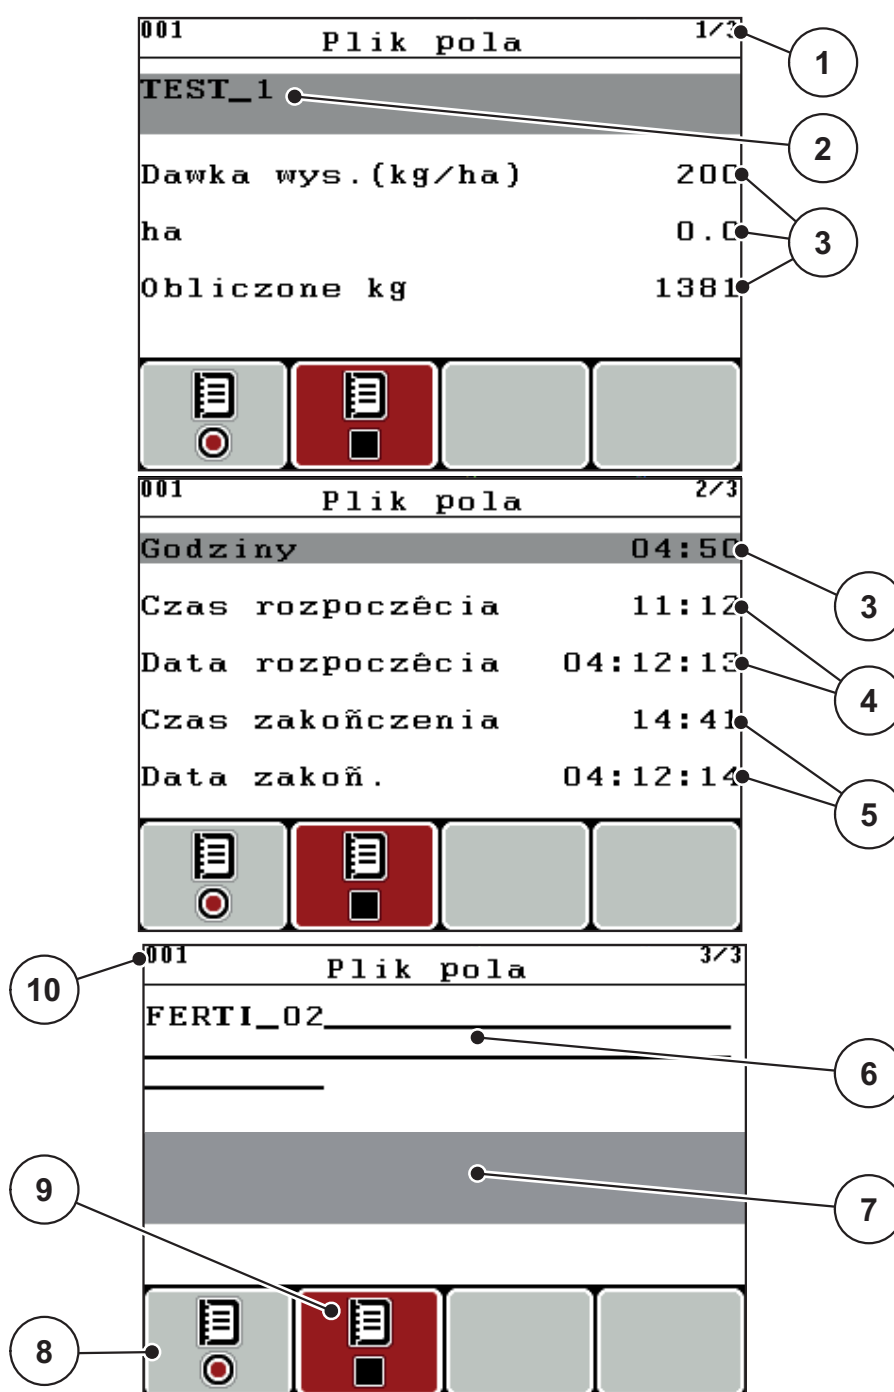 001 Plik pola 1/3
1
TEST_1
2
Dawka wys.(kg/ha) 200
ha 0.0
3
Obliczone kg 1381
001 Plik pola 2/3
Godziny 04:50
3
Czas rozpoczêcia 11:12
Data rozpoczêcia 04:12:13
4
Czas zakoñczenia 14:41
Data zakoñ. 04:12:14
5
10
001 Plik pola 3/3
FERTI_02
6
9
7
8